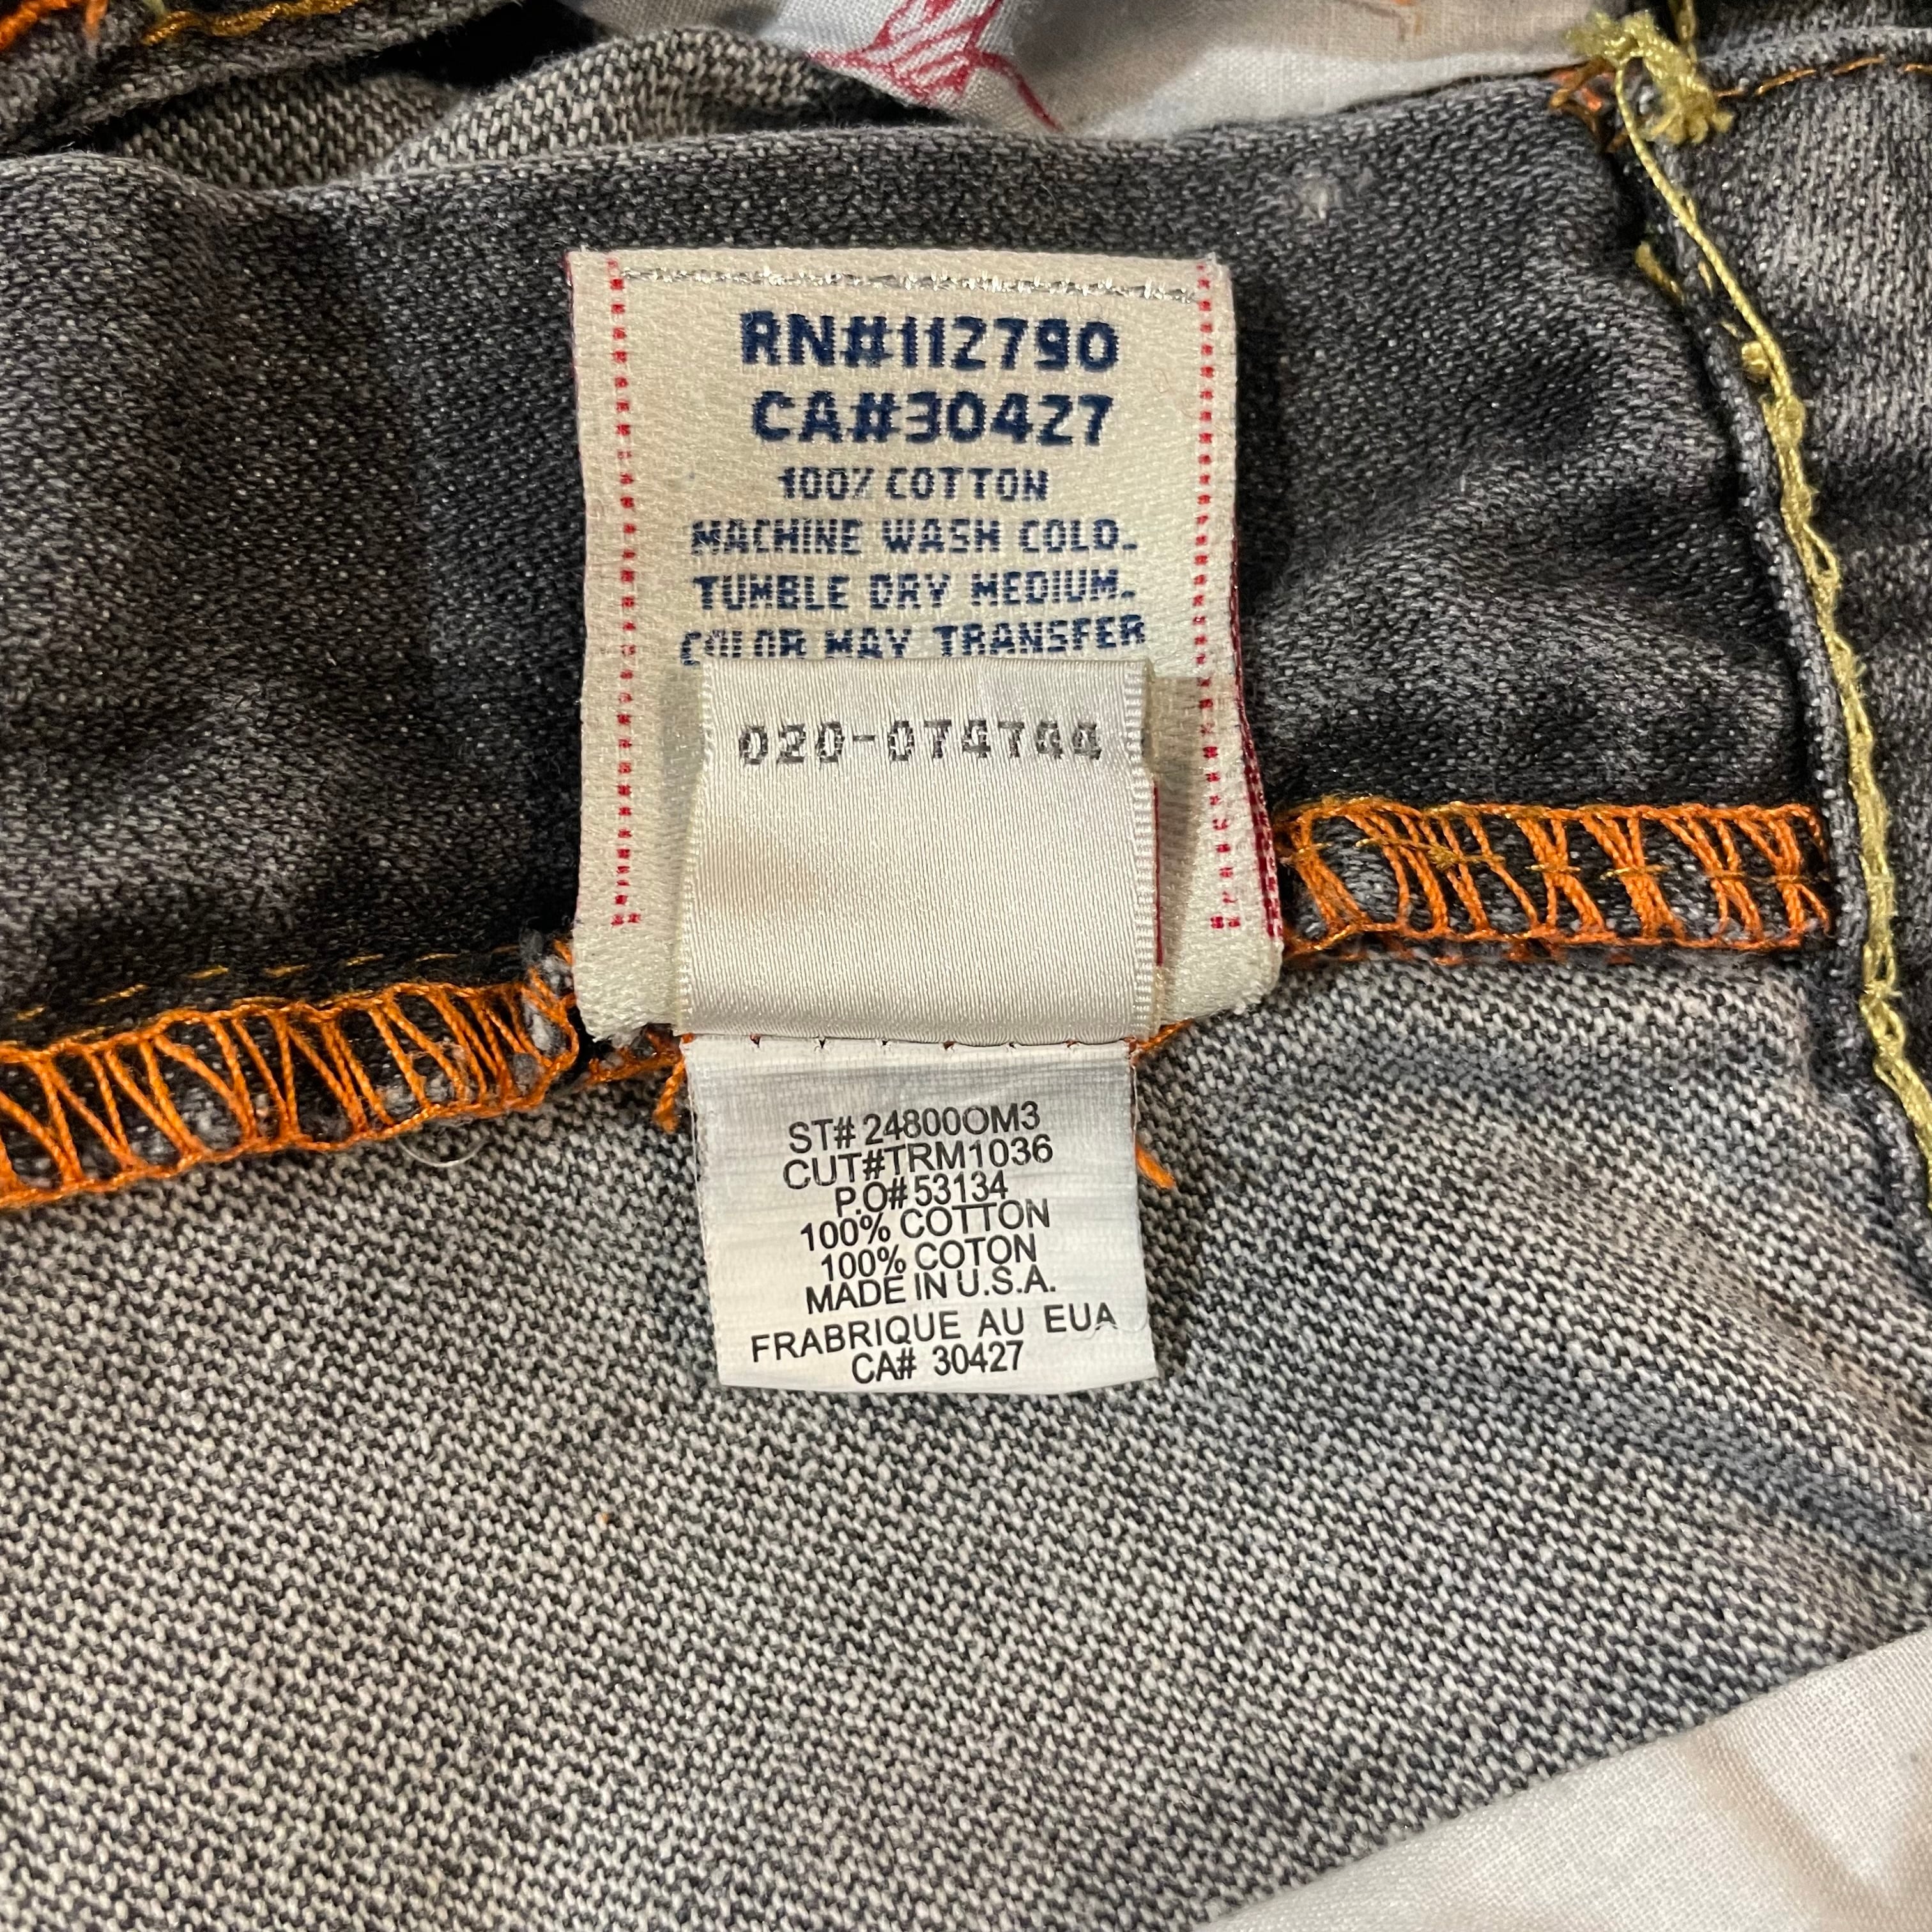 RN#112790
CA#30427
100% COTTON
MACHINE WASH COLD.
TUMBLE DRY MEDIUM.
COLOR MAY TRANSFER
020-074744
ST# 24800OM3
CUT#TRM1036
P.O# 53134
100% COTTON
100% COTON
MADE IN U.S.A.
FRABRIQUE AU EUA
CA# 30427